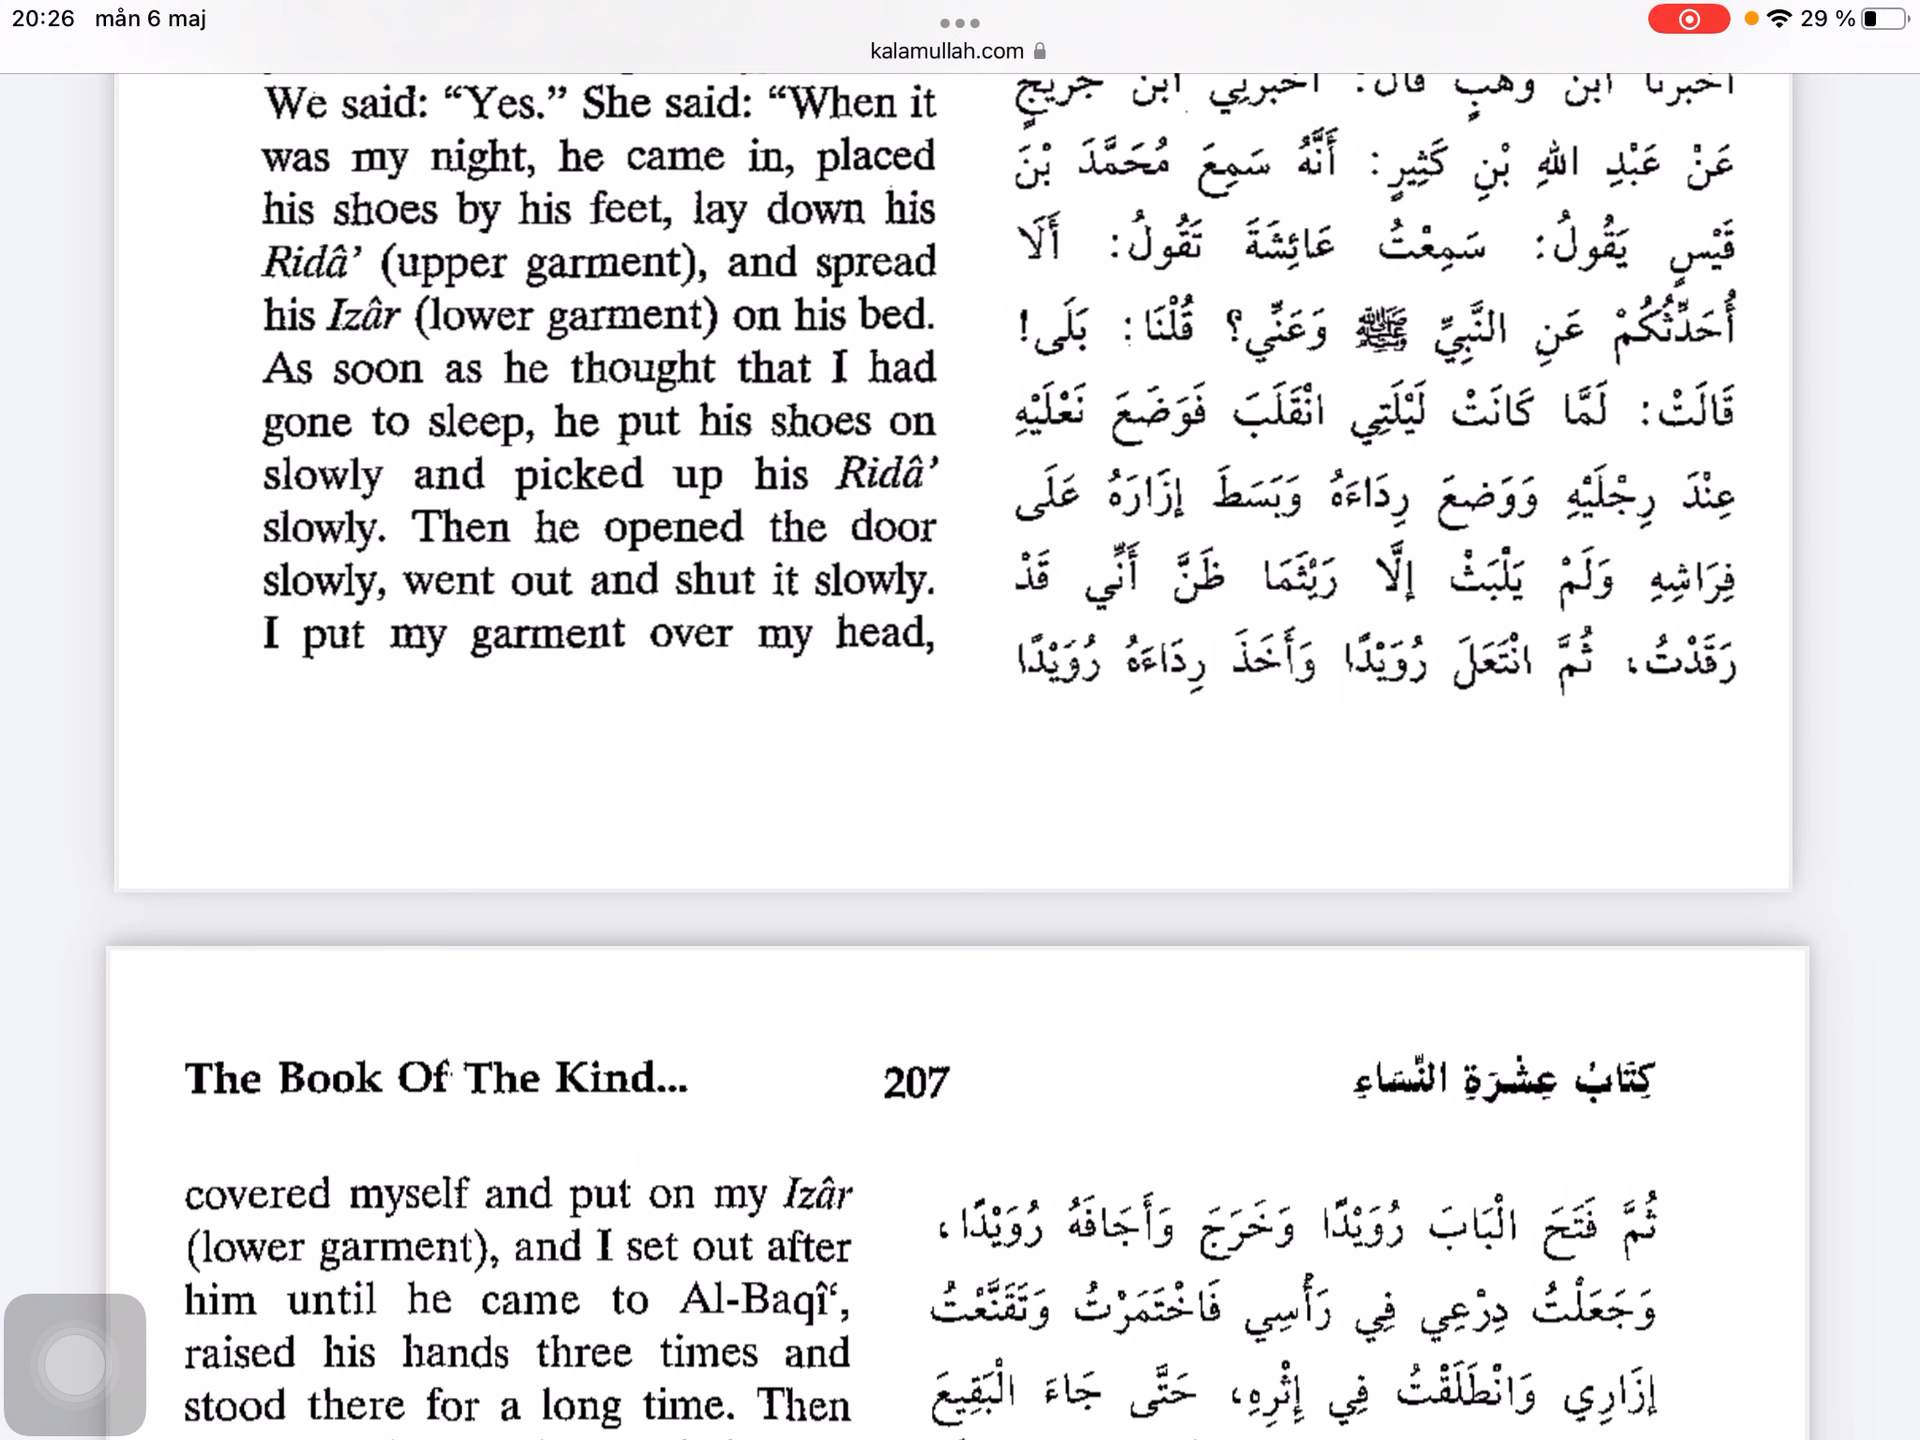 20:26 mån 6 maj
29 %
kalamullah.com
We said: “Yes.” She said: “When it
was my night, he came in, placed
his shoes by his feet, lay down his
Ridâ’ (upper garment), and spread
his Izâr (lower garment) on his bed.
As soon as he thought that I had
gone to sleep, he put his shoes on
slowly and picked up his Ridâ’
slowly. Then he opened the door
slowly, went out and shut it slowly.
I put my garment over my head,
أخبرنا ابن وهبٍ قال: أخبرني ابن جريجٍ
عَنْ عَبْدِ اللهِ بْنِ كَثِيرٍ: أَنَّهُ سَمِعَ مُحَمَّدَ بْنَ
قَيْسٍ يَقُولُ: سَمِعْتُ عَائِشَةَ تَقُولُ: أَلَا
أُحَدِّثُكُمْ عَنِ النَّبِيِّ ﷺ وَعَنِّي؟ قُلْنَا: بَلَى!
قَالَتْ: لَمَّا كَانَتْ لَيْلَتِي انْقَلَبَ فَوَضَعَ نَعْلَيْهِ
عِنْدَ رِجْلَيْهِ وَوَضعَ رِدَاءَهُ وَبَسَطَ إِزَارَهُ عَلَى
فِرَاشِهِ وَلَمْ يَلْبَثْ إِلَّا رَيْثَمَا ظَنَّ أَنِّي قَدْ
رَقَدْتُ، ثُمَّ انْتَعَلَ رُوَيْدًا وَأَخَذَ رِدَاءَهُ رُوَيْدًا
The Book Of The Kind... 207 كِتَابُ عِشْرَةِ النِّسَاءِ
covered myself and put on my Izâr
(lower garment), and I set out after
him until he came to Al-Baqî‘,
raised his hands three times and
stood there for a long time. Then
ثُمَّ فَتَحَ الْبَابَ رُوَيْدًا وَخَرَجَ وَأَجَافَهُ رُوَيْدًا،
وَجَعَلْتُ دِرْعِي فِي رَأْسِي فَاخْتَمَرْتُ وَتَقَنَّعْتُ
إِزَارِي وَانْطَلَقْتُ فِي إِثْرِهِ، حَتَّى جَاءَ الْبَقِيعَ